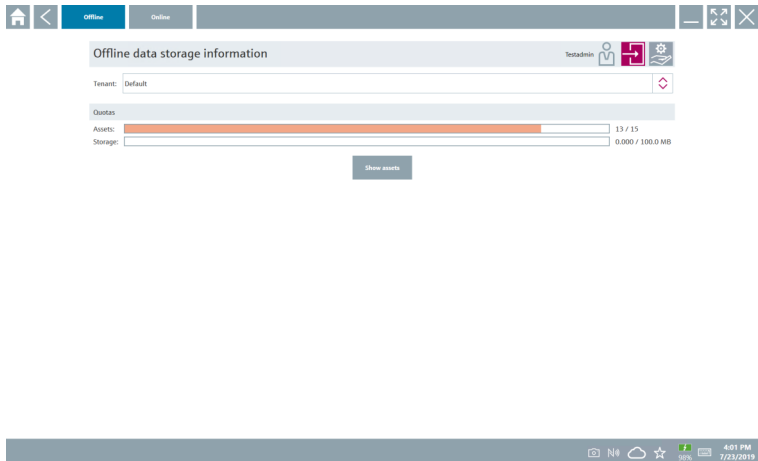 Offline Online
Offline data storage information Testadmin
Tenant: Default
Quotas
Assets: 13 / 15
Storage: 0.000 / 100.0 MB
Show assets
98% 4:01 PM
7/23/2019